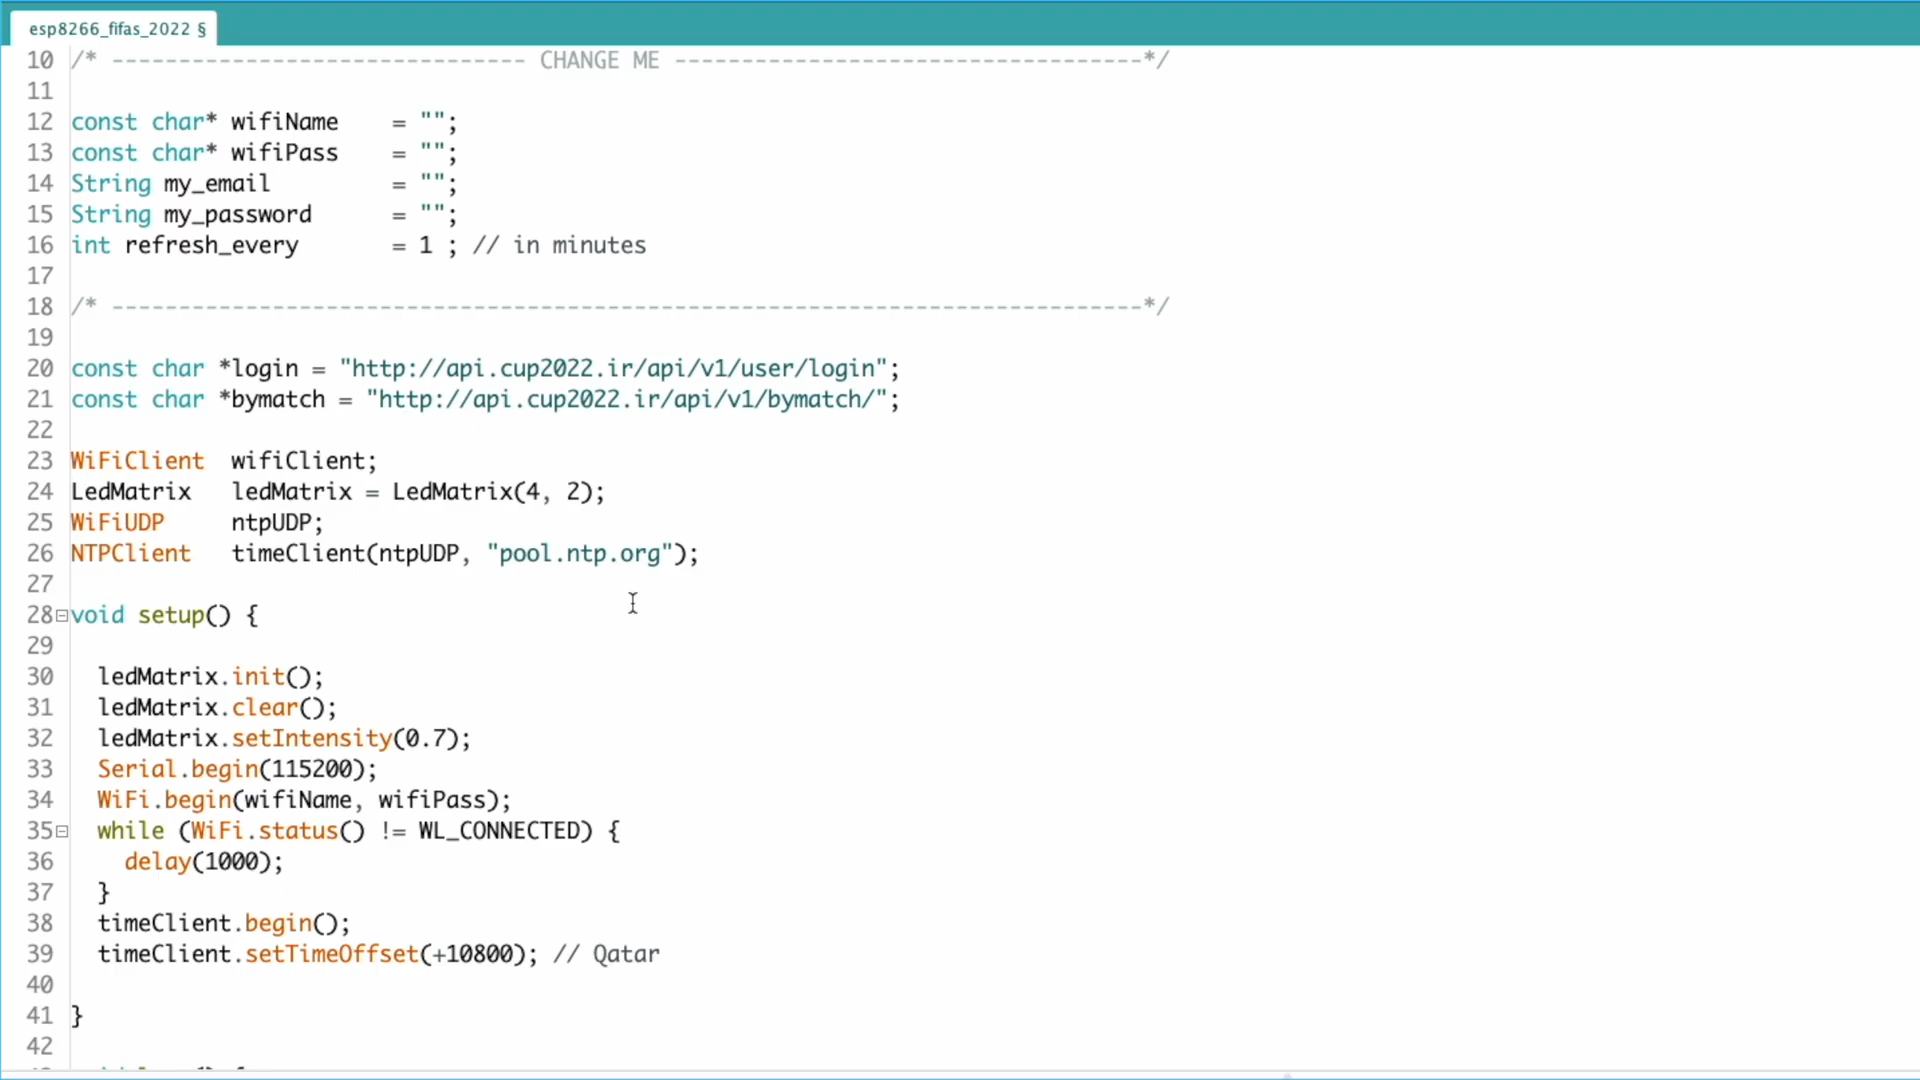 esp8266_fifas_2022 §
10 /* ------------------------------- CHANGE ME -----------------------------------*/
11
12 const char* wifiName    = "";
13 const char* wifiPass    = "";
14 String my_email         = "";
15 String my_password      = "";
16 int refresh_every       = 1 ; // in minutes
17
18 /* -----------------------------------------------------------------------------*/
19
20 const char *login = "http://api.cup2022.ir/api/v1/user/login";
21 const char *bymatch = "http://api.cup2022.ir/api/v1/bymatch/";
22
23 WiFiClient  wifiClient;
24 LedMatrix   ledMatrix = LedMatrix(4, 2);
25 WiFiUDP     ntpUDP;
26 NTPClient   timeClient(ntpUDP, "pool.ntp.org");
27
28 void setup() {
29
30   ledMatrix.init();
31   ledMatrix.clear();
32   ledMatrix.setIntensity(0.7);
33   Serial.begin(115200);
34   WiFi.begin(wifiName, wifiPass);
35   while (WiFi.status() != WL_CONNECTED) {
36     delay(1000);
37   }
38   timeClient.begin();
39   timeClient.setTimeOffset(+10800); // Qatar
40
41 }
42